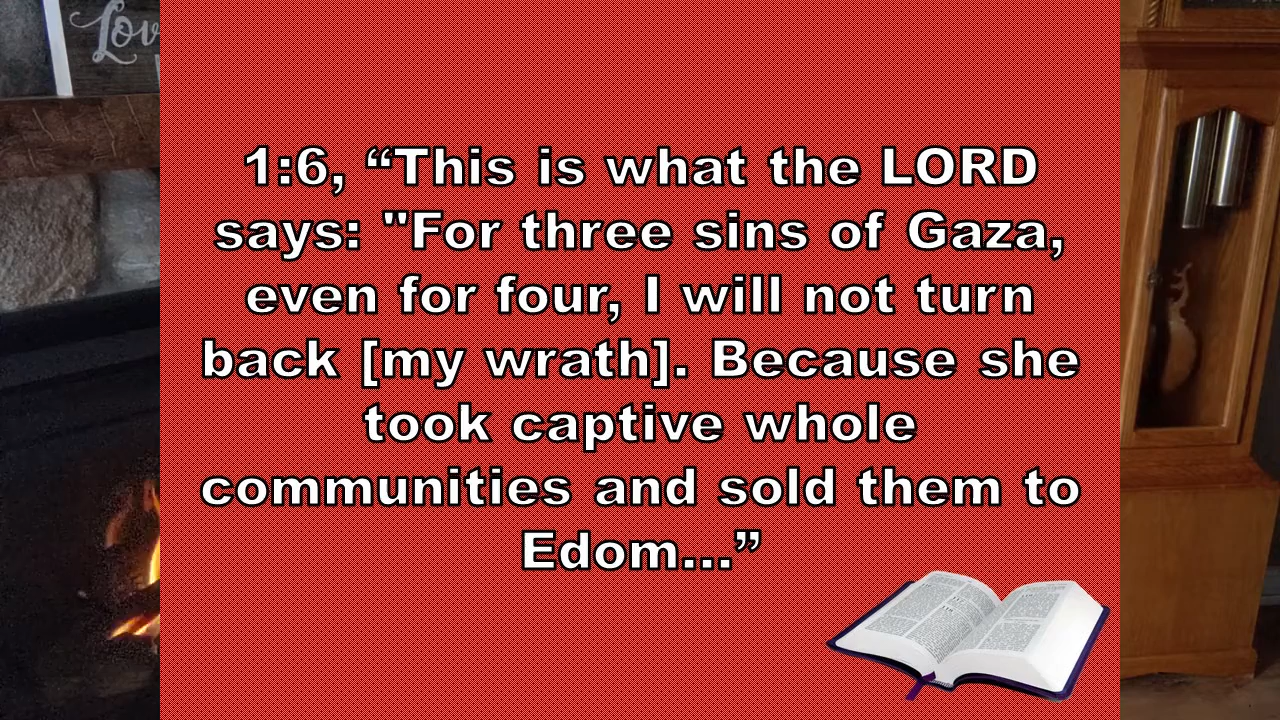 Lov
1:6, “This is what the LORD
says: "For three sins of Gaza,
even for four, I will not turn
back [my wrath]. Because she
took captive whole
communities and sold them to
Edom...”